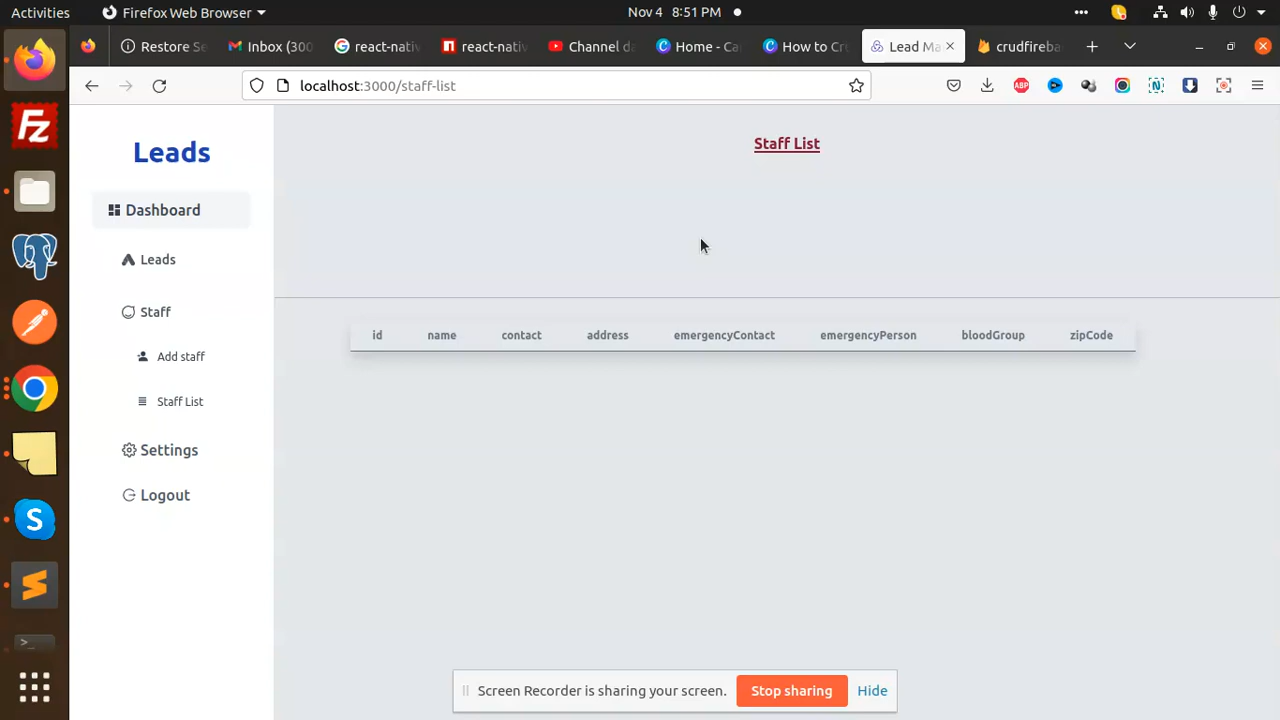 Activities Firefox Web Browser Nov 4 8:51 PM
Restore Se Inbox (300 react-nativ react-nativ Channel da Home - Ca How to Cr Lead Ma crudfireba
localhost:3000/staff-list
ABP N
Fz
S
S
>_
Leads
Dashboard
Leads
Staff
Add staff
Staff List
Settings
Logout
Staff List
id name contact address emergencyContact emergencyPerson bloodGroup zipCode
Screen Recorder is sharing your screen. Stop sharing Hide